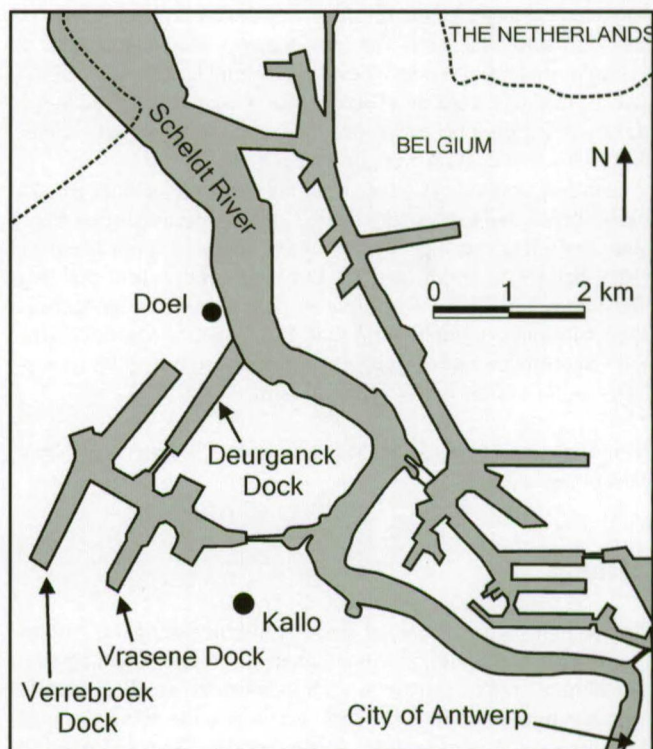 THE NETHERLANDS
BELGIUM
N
Scheldt River
0 1 2 km
Doel
Deurganck
Dock
Kallo
Vrasene Dock
Verrebroek
Dock
City of Antwerp